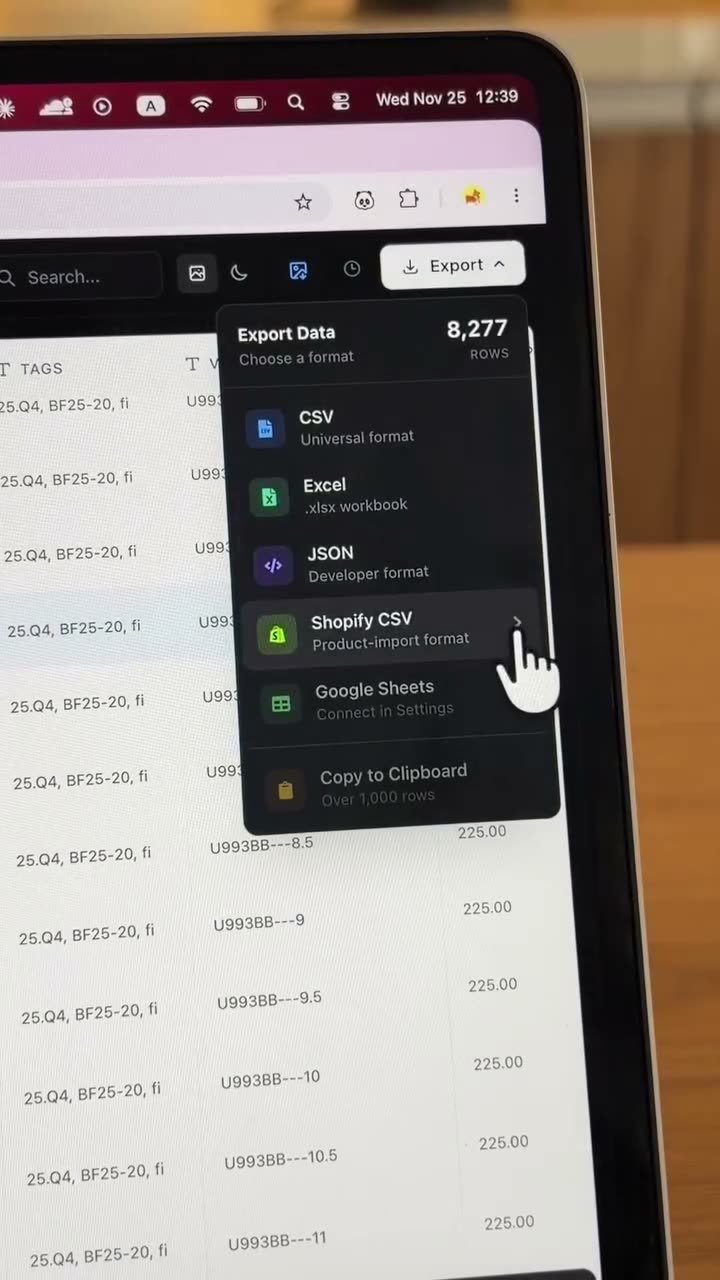 A
Wed Nov 25 12:39
Search...
Export
Export Data
8,277
Choose a format
ROWS
TAGS
CSV
Universal format
Excel
.xlsx workbook
JSON
Developer format
Shopify CSV
Product-import format
Google Sheets
Connect in Settings
Copy to Clipboard
Over 1,000 rows
25.Q4, BF25-20, fi U993
25.Q4, BF25-20, fi U993
25.Q4, BF25-20, fi U993
25.Q4, BF25-20, fi U993
25.Q4, BF25-20, fi U993
25.Q4, BF25-20, fi U993
25.Q4, BF25-20, fi U993BB---8.5 225.00
25.Q4, BF25-20, fi U993BB---9 225.00
25.Q4, BF25-20, fi U993BB---9.5 225.00
25.Q4, BF25-20, fi U993BB---10 225.00
25.Q4, BF25-20, fi U993BB---10.5 225.00
25.Q4, BF25-20, fi U993BB---11 225.00